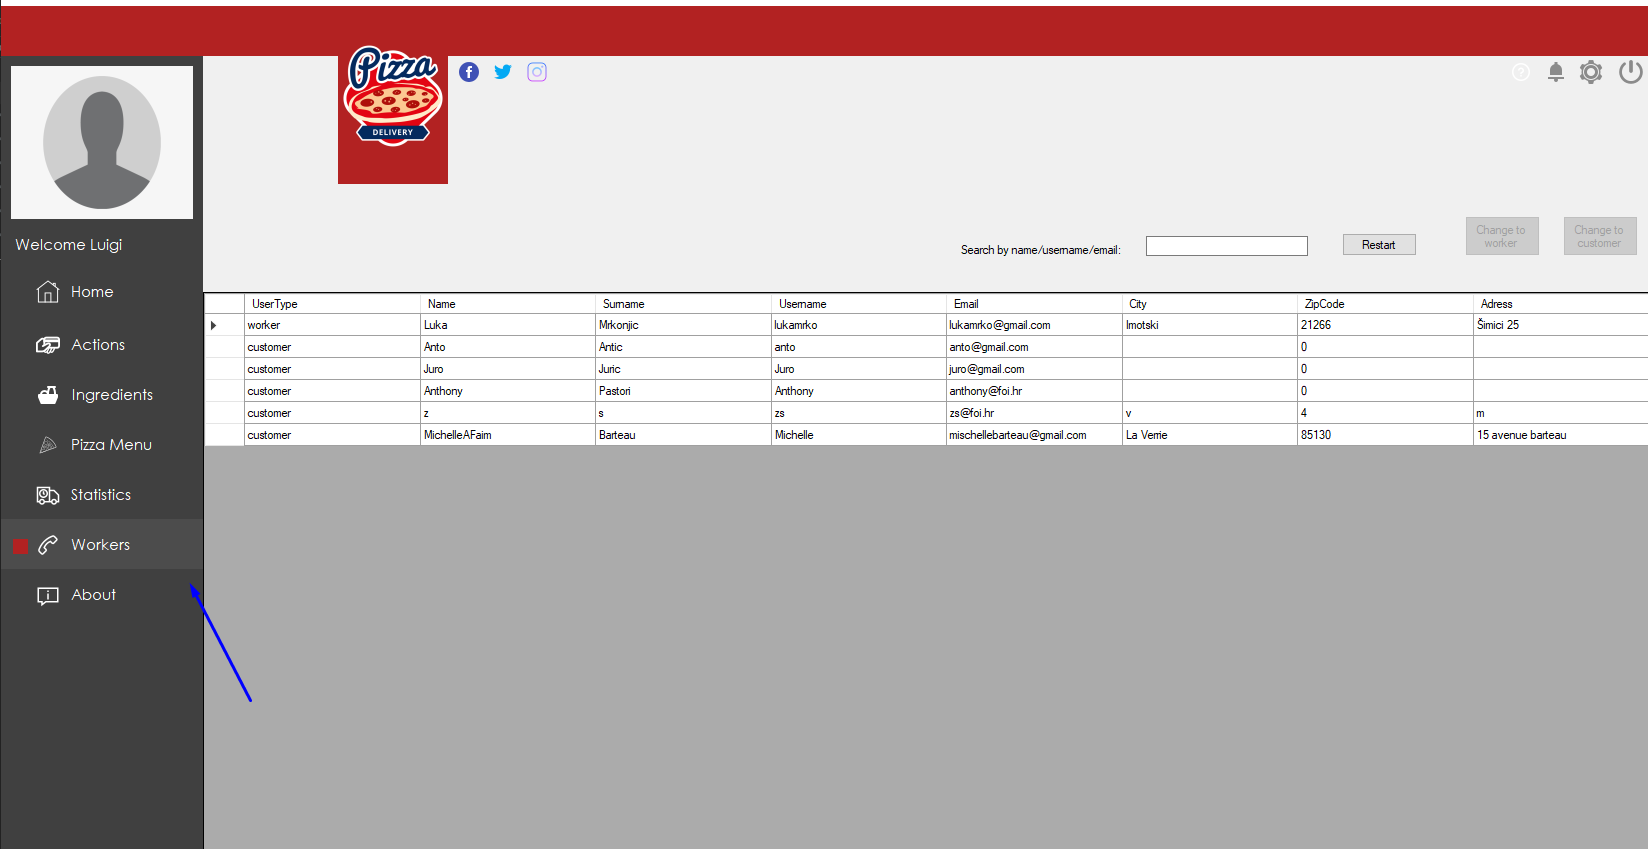 Pizza
DELIVERY
Welcome Luigi
Home
Actions
Ingredients
Pizza Menu
Statistics
Workers
About
Search by name/username/email:
Restart
Change to
worker
Change to
customer
UserType Name Surname Username Email City ZipCode Adress
worker Luka Mrkonjic lukamrko lukamrko@gmail.com Imotski 21266 Šimici 25
customer Anto Antic anto anto@gmail.com 0
customer Juro Juric Juro juro@gmail.com 0
customer Anthony Pastori Anthony anthony@foi.hr 0
customer z s zs zs@foi.hr v 4 m
customer MichelleAFaim Barteau Michelle mischellebarteau@gmail.com La Verrie 85130 15 avenue barteau